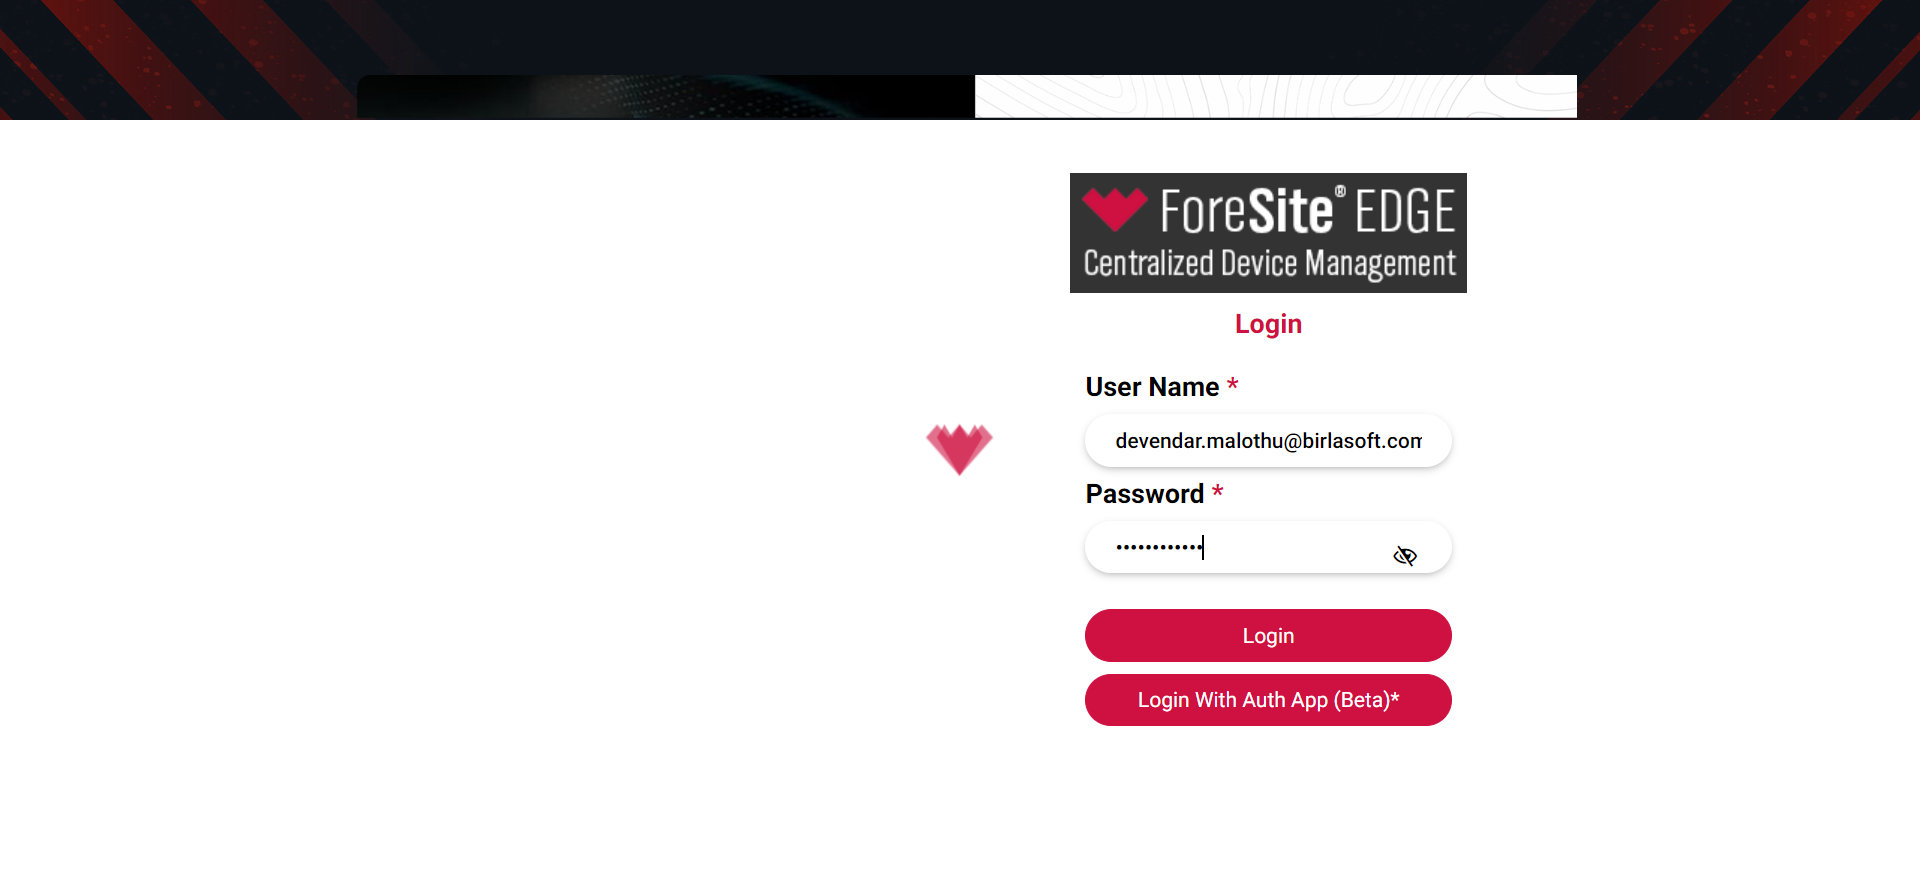 ForeSite® EDGE
Centralized Device Management
Login
User Name *
devendar.malothu@birlasoft.com
Password *
••••••••••••
Login
Login With Auth App (Beta)*